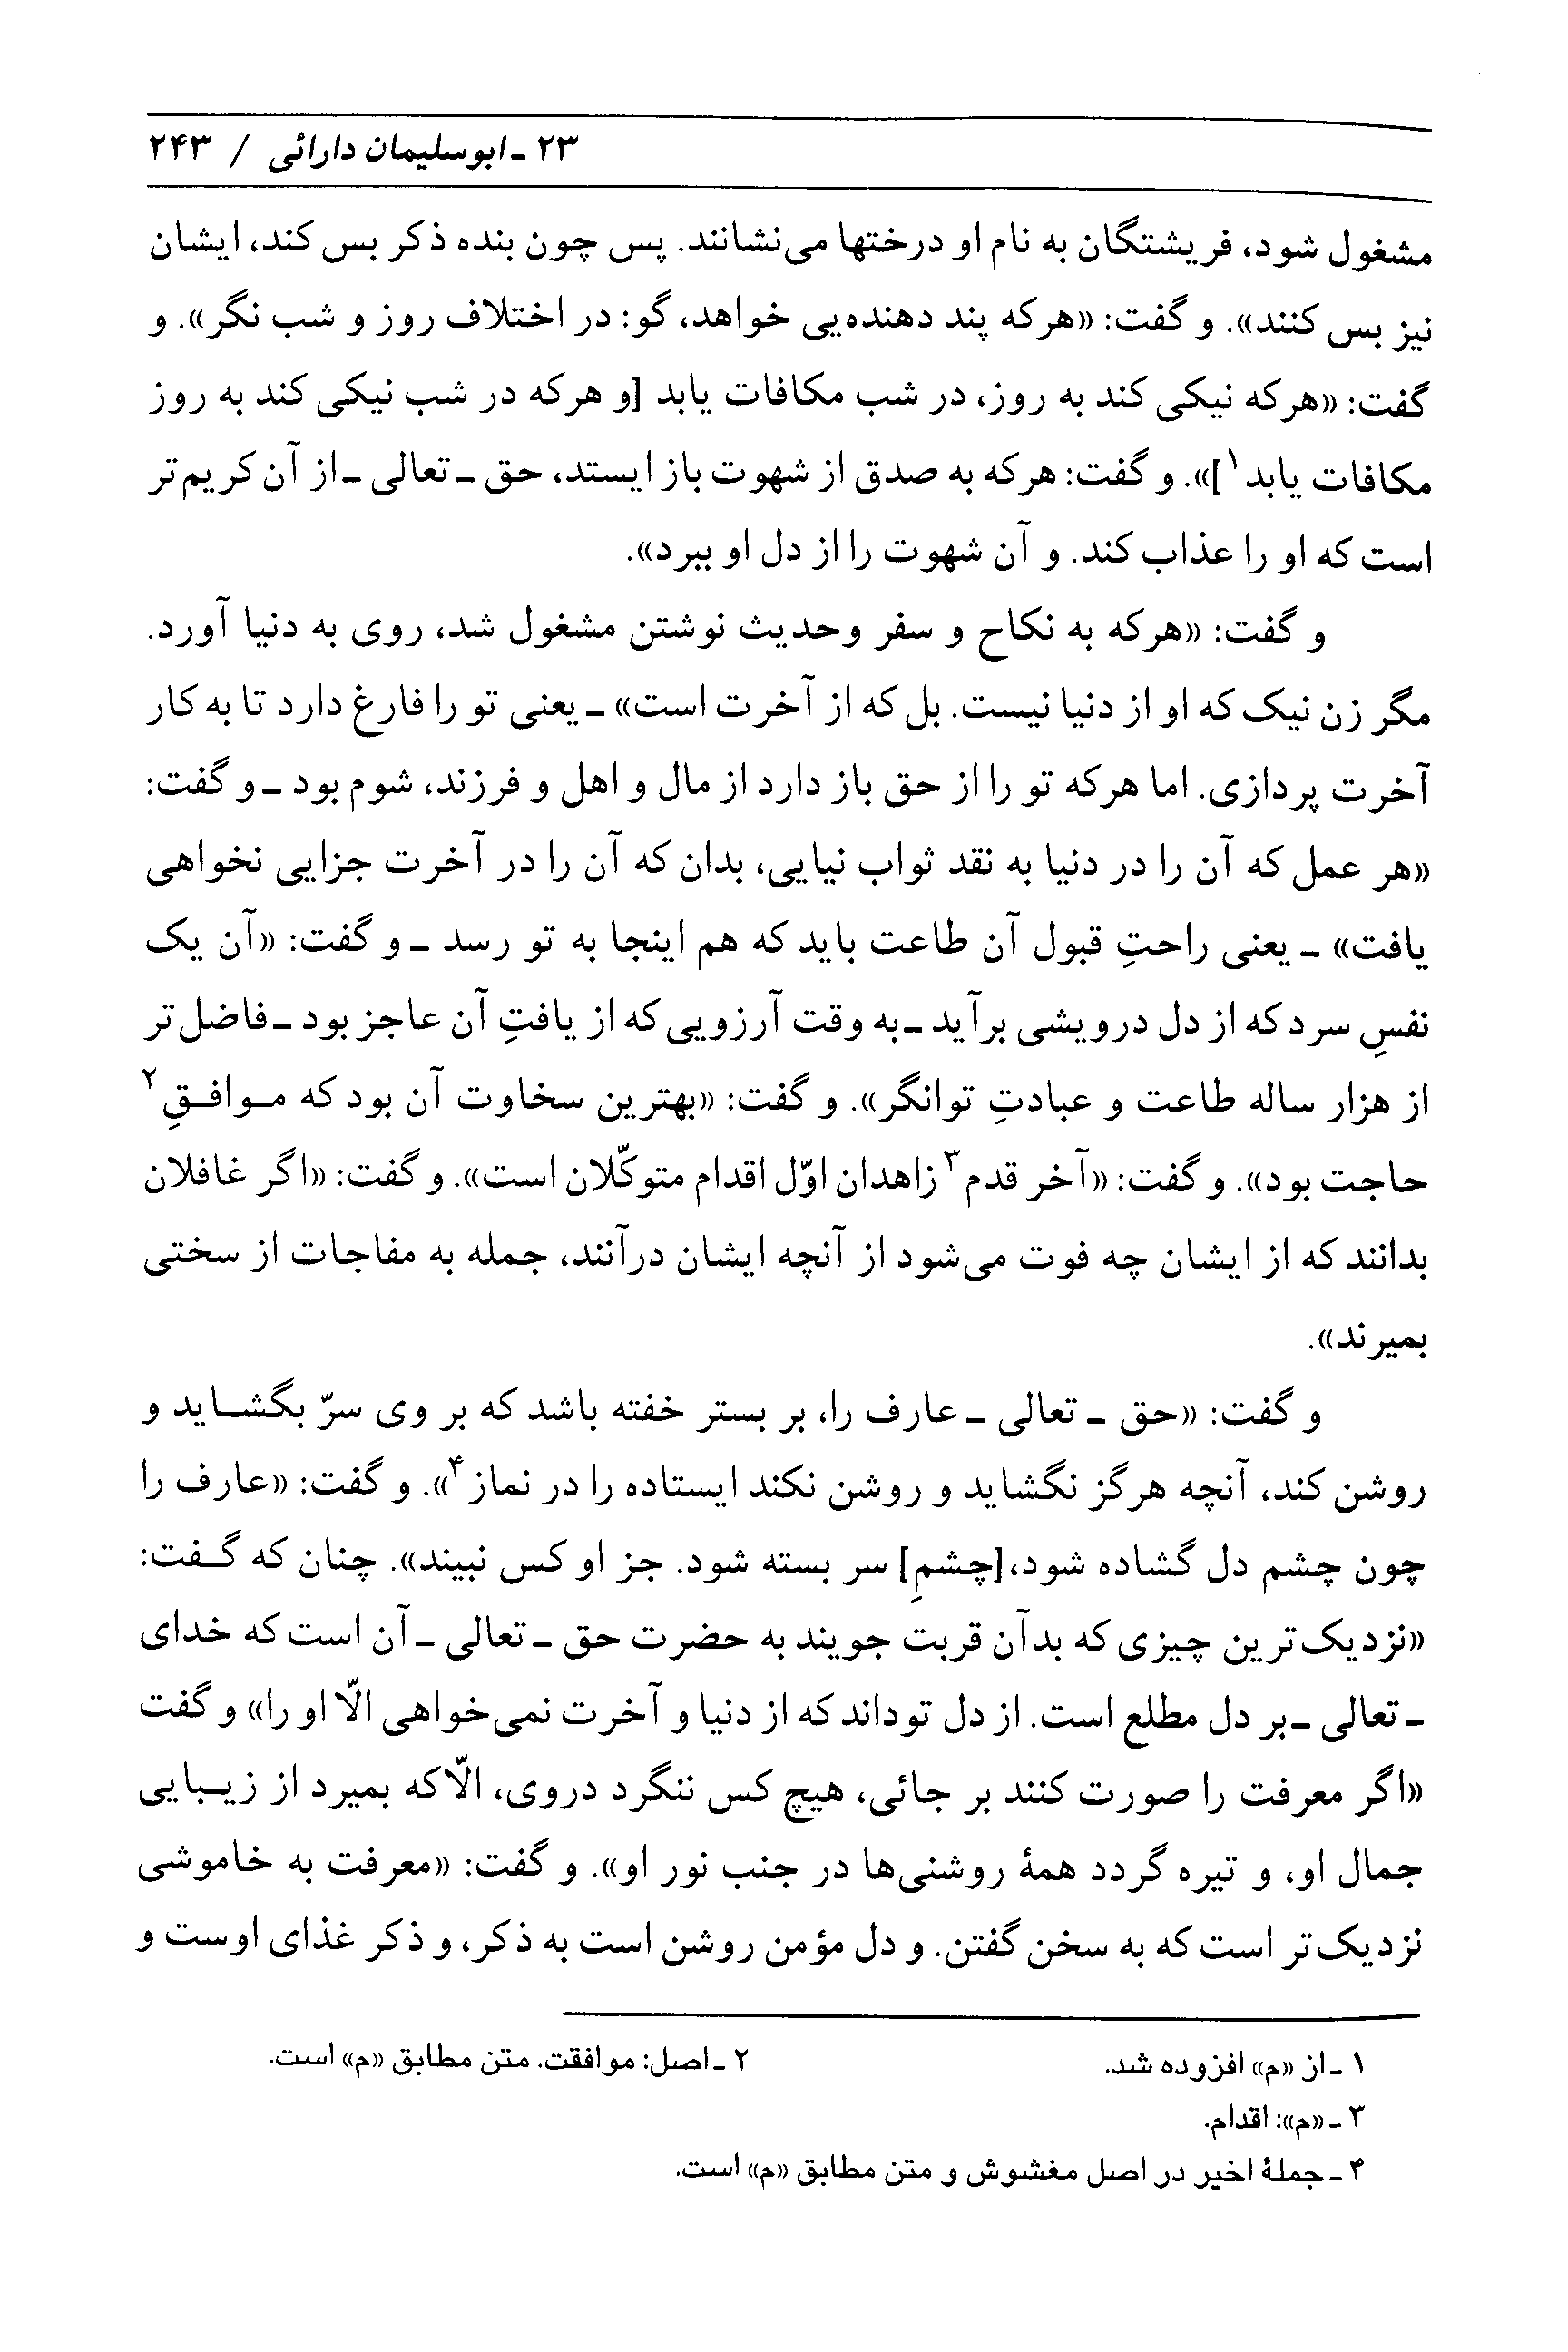 ۲۳ ـ ابوسلیمان دارائی / ۲۴۳
مشغول شود، فریشتگان به نام او درختها می‌نشانند. پس چون بنده ذکر بس کند، ایشان
نیز بس کنند». و گفت: «هرکه پند دهنده‌یی خواهد، گو: در اختلاف روز و شب نگر». و
گفت: «هرکه نیکی کند به روز، در شب مکافات یابد [و هرکه در شب نیکی کند به روز
مکافات یابد۱]». و گفت: هرکه به صدق از شهوت باز ایستد، حق ـ تعالی ـ از آن کریم‌تر
است که او را عذاب کند. و آن شهوت را از دل او ببرد».
و گفت: «هرکه به نکاح و سفر وحدیث نوشتن مشغول شد، روی به دنیا آورد.
مگر زن نیک که او از دنیا نیست. بل که از آخرت است» ـ یعنی تو را فارغ دارد تا به کار
آخرت پردازی. اما هرکه تو را از حق باز دارد از مال و اهل و فرزند، شوم بود ـ و گفت:
«هر عمل که آن را در دنیا به نقد ثواب نیایی، بدان که آن را در آخرت جزایی نخواهی
یافت» ـ یعنی راحتِ قبول آن طاعت باید که هم اینجا به تو رسد ـ و گفت: «آن یک
نفسِ سرد که از دل درویشی برآید ـ به وقت آرزویی که از یافتِ آن عاجز بود ـ فاضل‌تر
از هزار ساله طاعت و عبادتِ توانگر». و گفت: «بهترین سخاوت آن بود که موافقِ۲
حاجت بود». و گفت: «آخر قدم۳ زاهدان اوّل اقدام متوکّلان است». و گفت: «اگر غافلان
بدانند که از ایشان چه فوت می‌شود از آنچه ایشان درآنند، جمله به مفاجات از سختی
بمیرند».
و گفت: «حق ـ تعالی ـ عارف را، بر بستر خفته باشد که بر وی سرّ بگشاید و
روشن کند، آنچه هرگز نگشاید و روشن نکند ایستاده را در نماز۴». و گفت: «عارف را
چون چشم دل گشاده شود،[چشمِ] سر بسته شود. جز او کس نبیند». چنان که گفت:
«نزدیک‌ترین چیزی که بدآن قربت جویند به حضرت حق ـ تعالی ـ آن است که خدای
ـ تعالی ـ بر دل مطلع است. از دل تو داند که از دنیا و آخرت نمی‌خواهی الّا او را» و گفت
«اگر معرفت را صورت کنند بر جائی، هیچ کس ننگرد دروی، الّاکه بمیرد از زیبایی
جمال او، و تیره گردد همهٔ روشنی‌ها در جنب نور او». و گفت: «معرفت به خاموشی
نزدیک‌تر است که به سخن گفتن. و دل مؤمن روشن است به ذکر، و ذکر غذای اوست و
۱ ـ از «م» افزوده شد.
۲ ـ اصل: موافقت. متن مطابق «م» است.
۳ ـ «م»: اقدام.
۴ ـ جملهٔ اخیر در اصل مغشوش و متن مطابق «م» است.